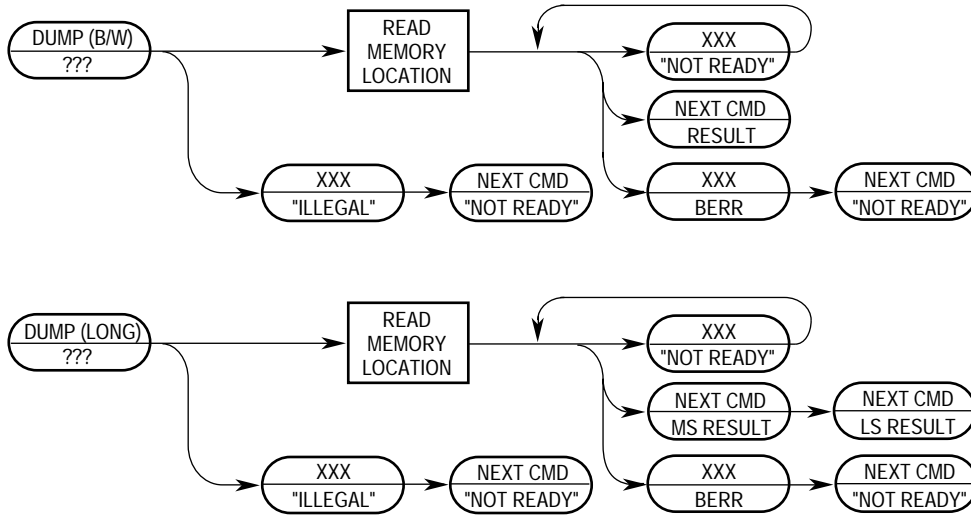 DUMP (B/W)
???
READ
MEMORY
LOCATION
XXX
"NOT READY"
NEXT CMD
RESULT
XXX
"ILLEGAL"
NEXT CMD
"NOT READY"
XXX
BERR
NEXT CMD
"NOT READY"
DUMP (LONG)
???
READ
MEMORY
LOCATION
XXX
"NOT READY"
NEXT CMD
MS RESULT
NEXT CMD
LS RESULT
XXX
"ILLEGAL"
NEXT CMD
"NOT READY"
XXX
BERR
NEXT CMD
"NOT READY"